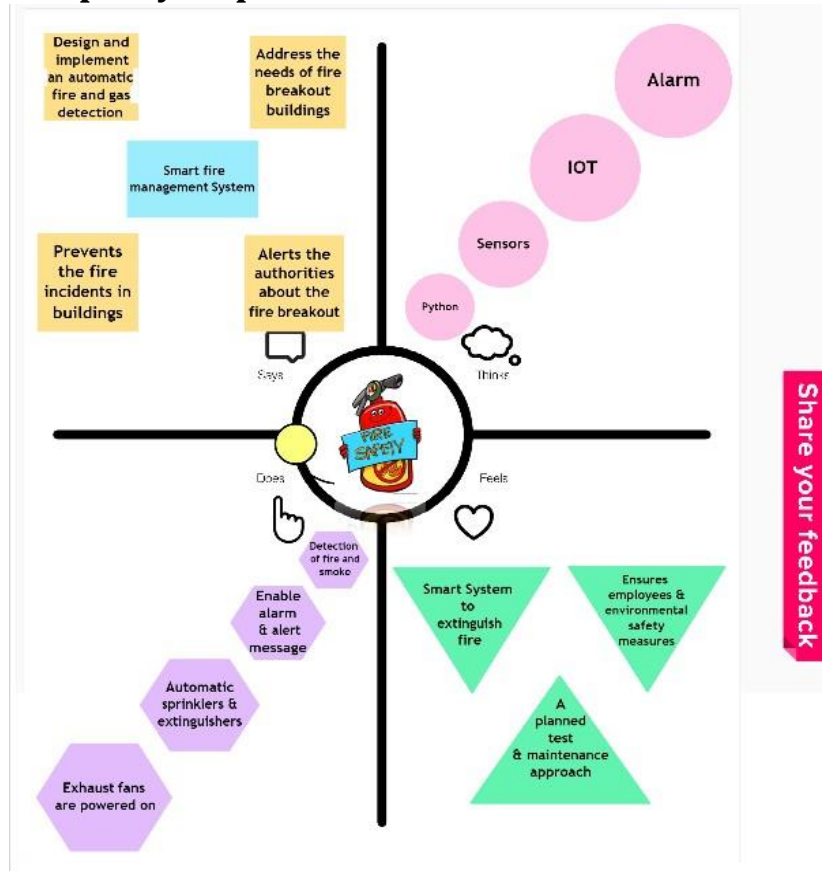 Design and
implement
an automatic
fire and gas
detection
Address the
needs of fire
breakout
buildings
Smart fire
management System
Prevents
the fire
incidents in
buildings
Alerts the
authorities
about the
fire breakout
Says
Alarm
IOT
Sensors
Python
Thinks
FIRE
SAFETY
Does
Feels
Detection
of fire and
smoke
Enable
alarm
& alert
message
Automatic
sprinklers &
extinguishers
Exhaust fans
are powered on
Smart System
to
extinguish
fire
Ensures
employees &
environmental
safety
measures
A
planned
test
& maintenance
approach
Share your feedback